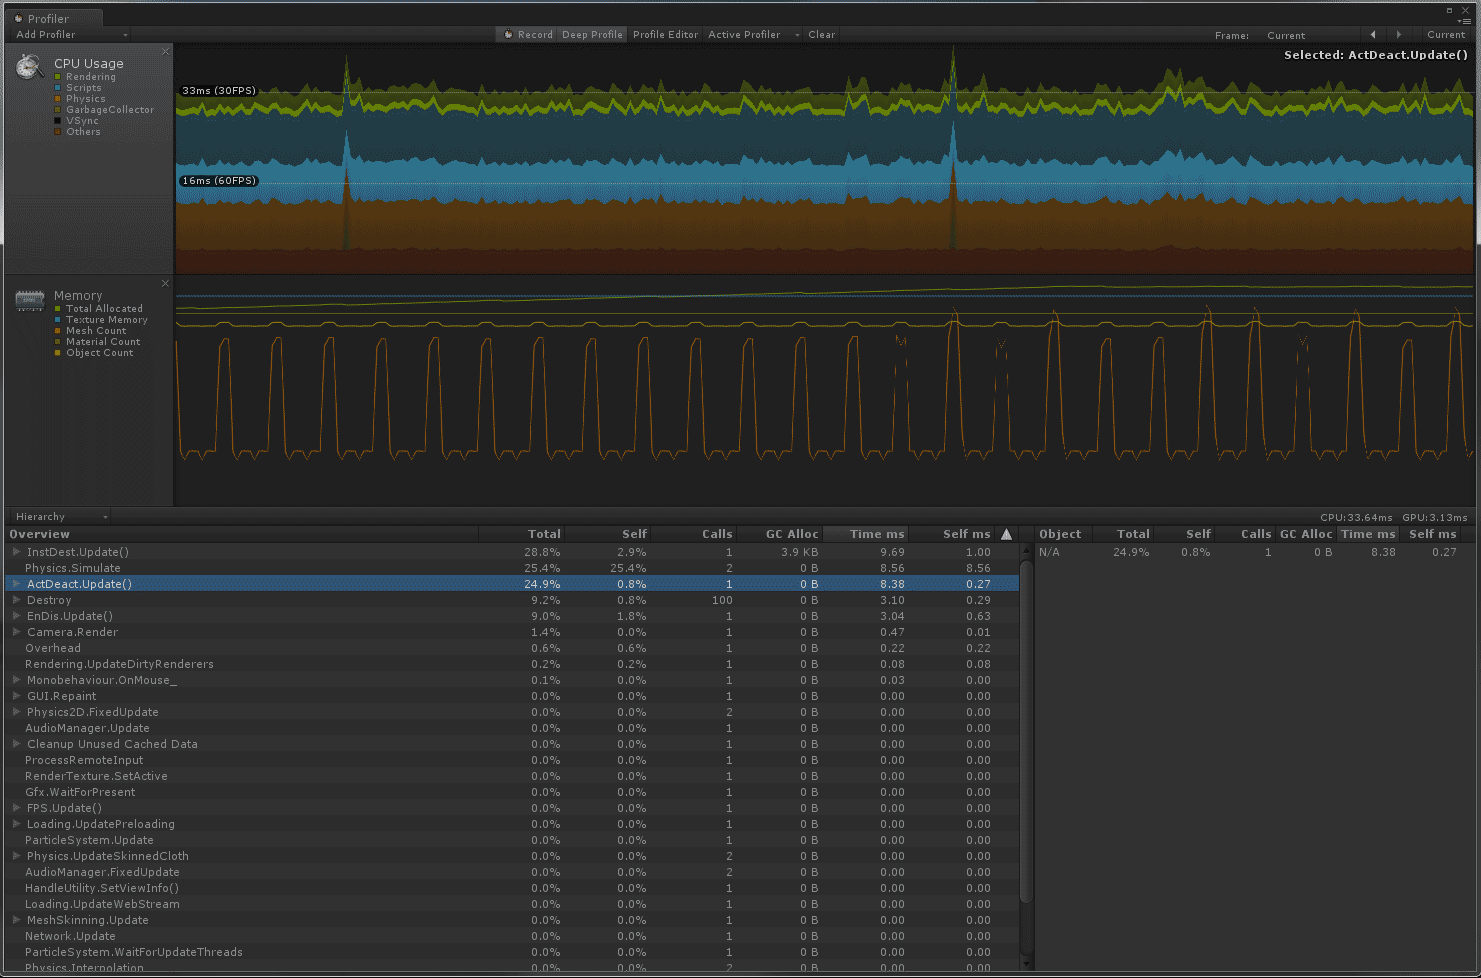 Profiler
Add Profiler Record Deep Profile Profile Editor Active Profiler Clear Frame: Current Current
CPU Usage
Rendering
Scripts
Physics
GarbageCollector
VSync
Others
Selected: ActDeact.Update()
33ms (30FPS)
16ms (60FPS)
Memory
Total Allocated
Texture Memory
Mesh Count
Material Count
Object Count
Hierarchy CPU:33.64ms GPU:3.13ms
Overview Total Self Calls GC Alloc Time ms Self ms Object Total Self Calls GC Alloc Time ms Self ms
InstDest.Update() 28.8% 2.9% 1 3.9 KB 9.69 1.00 N/A 24.9% 0.8% 1 0 B 8.38 0.27
Physics.Simulate 25.4% 25.4% 2 0 B 8.56 8.56
ActDeact.Update() 24.9% 0.8% 1 0 B 8.38 0.27
Destroy 9.2% 0.8% 100 0 B 3.10 0.29
EnDis.Update() 9.0% 1.8% 1 0 B 3.04 0.63
Camera.Render 1.4% 0.0% 1 0 B 0.47 0.01
Overhead 0.6% 0.6% 1 0 B 0.22 0.22
Rendering.UpdateDirtyRenderers 0.2% 0.2% 1 0 B 0.08 0.08
Monobehaviour.OnMouse_ 0.1% 0.0% 1 0 B 0.03 0.00
GUI.Repaint 0.0% 0.0% 1 0 B 0.00 0.00
Physics2D.FixedUpdate 0.0% 0.0% 2 0 B 0.00 0.00
AudioManager.Update 0.0% 0.0% 1 0 B 0.00 0.00
Cleanup Unused Cached Data 0.0% 0.0% 1 0 B 0.00 0.00
ProcessRemoteInput 0.0% 0.0% 1 0 B 0.00 0.00
RenderTexture.SetActive 0.0% 0.0% 1 0 B 0.00 0.00
Gfx.WaitForPresent 0.0% 0.0% 1 0 B 0.00 0.00
FPS.Update() 0.0% 0.0% 1 0 B 0.00 0.00
Loading.UpdatePreloading 0.0% 0.0% 1 0 B 0.00 0.00
ParticleSystem.Update 0.0% 0.0% 1 0 B 0.00 0.00
Physics.UpdateSkinnedCloth 0.0% 0.0% 2 0 B 0.00 0.00
AudioManager.FixedUpdate 0.0% 0.0% 2 0 B 0.00 0.00
HandleUtility.SetViewInfo() 0.0% 0.0% 1 0 B 0.00 0.00
Loading.UpdateWebStream 0.0% 0.0% 1 0 B 0.00 0.00
MeshSkinning.Update 0.0% 0.0% 1 0 B 0.00 0.00
Network.Update 0.0% 0.0% 1 0 B 0.00 0.00
ParticleSystem.WaitForUpdateThreads 0.0% 0.0% 1 0 B 0.00 0.00
Physics.Interpolation 0.0% 0.0% 2 0 B 0.00 0.00